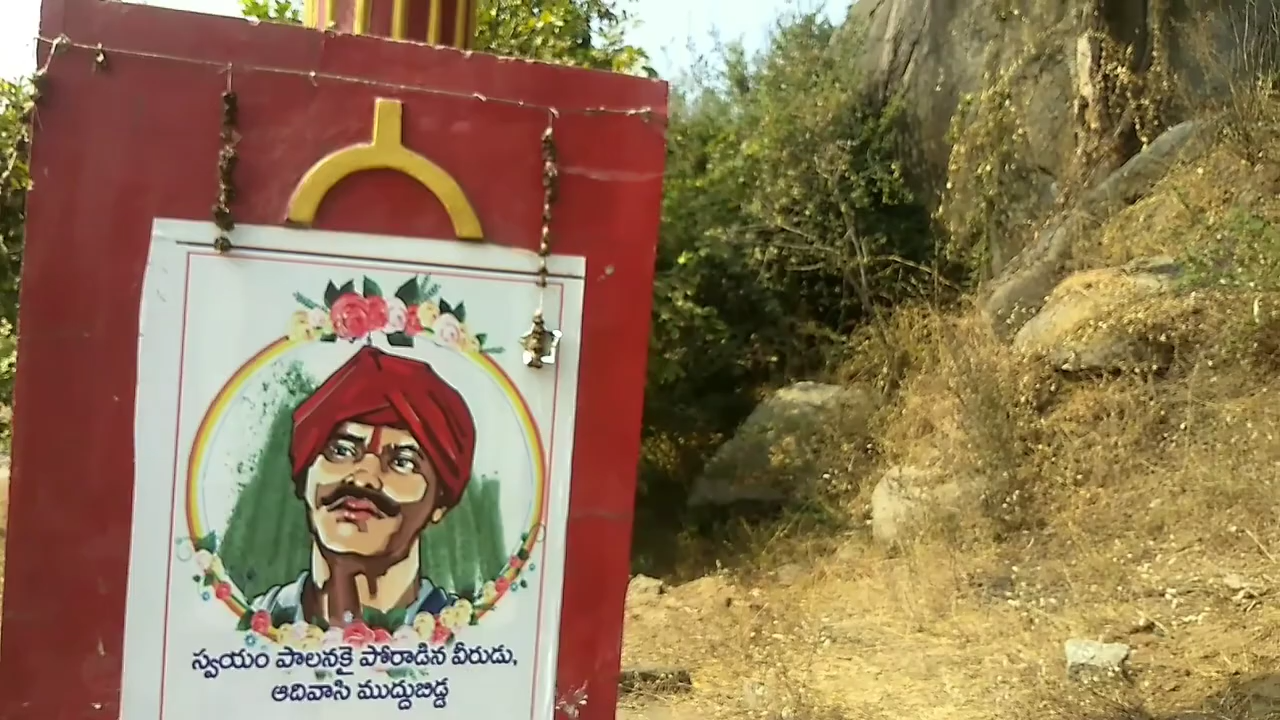 స్వయం పాలనకై పోరాడిన వీరుడు,
ఆదివాసి ముద్దుబిడ్డ